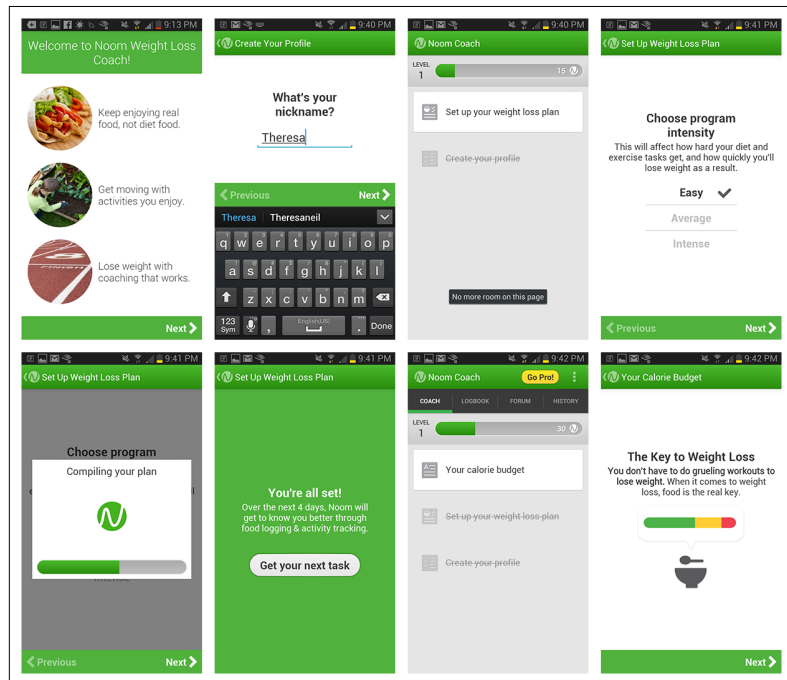 9:13 PM
Welcome to Noom Weight Loss
Coach!
Keep enjoying real
food, not diet food.
Get moving with
activities you enjoy.
FINISH
Lose weight with
coaching that works.
Next
9:40 PM
Create Your Profile
What's your
nickname?
Theresa
Previous
Next
Theresa
Theresaneil
q w e r t y u i o p
a s d f g h j k l
z x c v b n m
123
Sym
,
English(US)
.
Done
9:40 PM
Noom Coach
LEVEL
1
15
Set up your weight loss plan
Create your profile
No more room on this page
9:41 PM
Set Up Weight Loss Plan
Choose program
intensity
This will affect how hard your diet and
exercise tasks get, and how quickly you'll
lose weight as a result.
Easy
Average
Intense
Previous
Next
9:41 PM
Set Up Weight Loss Plan
Choose program
Compiling your plan
Intense
Previous
Next
9:41 PM
Set Up Weight Loss Plan
You're all set!
Over the next 4 days, Noom will
get to know you better through
food logging & activity tracking.
Get your next task
9:42 PM
Noom Coach
Go Pro!
COACH
LOGBOOK
FORUM
HISTORY
LEVEL
1
30
Your calorie budget
Set up your weight loss plan
Create your profile
9:42 PM
Your Calorie Budget
The Key to Weight Loss
You don't have to do grueling workouts to
lose weight. When it comes to weight
loss, food is the real key.
Next